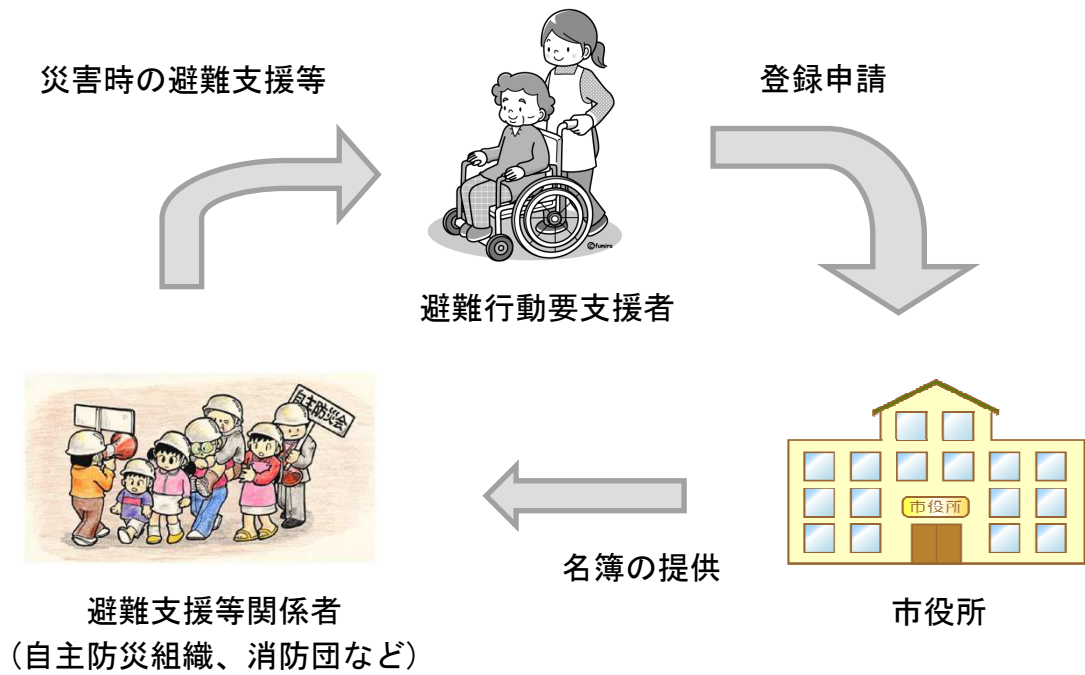 災害時の避難支援等
登録申請
©fumira
避難行動要支援者
自主防災会
市役所
名簿の提供
避難支援等関係者
（自主防災組織、消防団など）
市役所